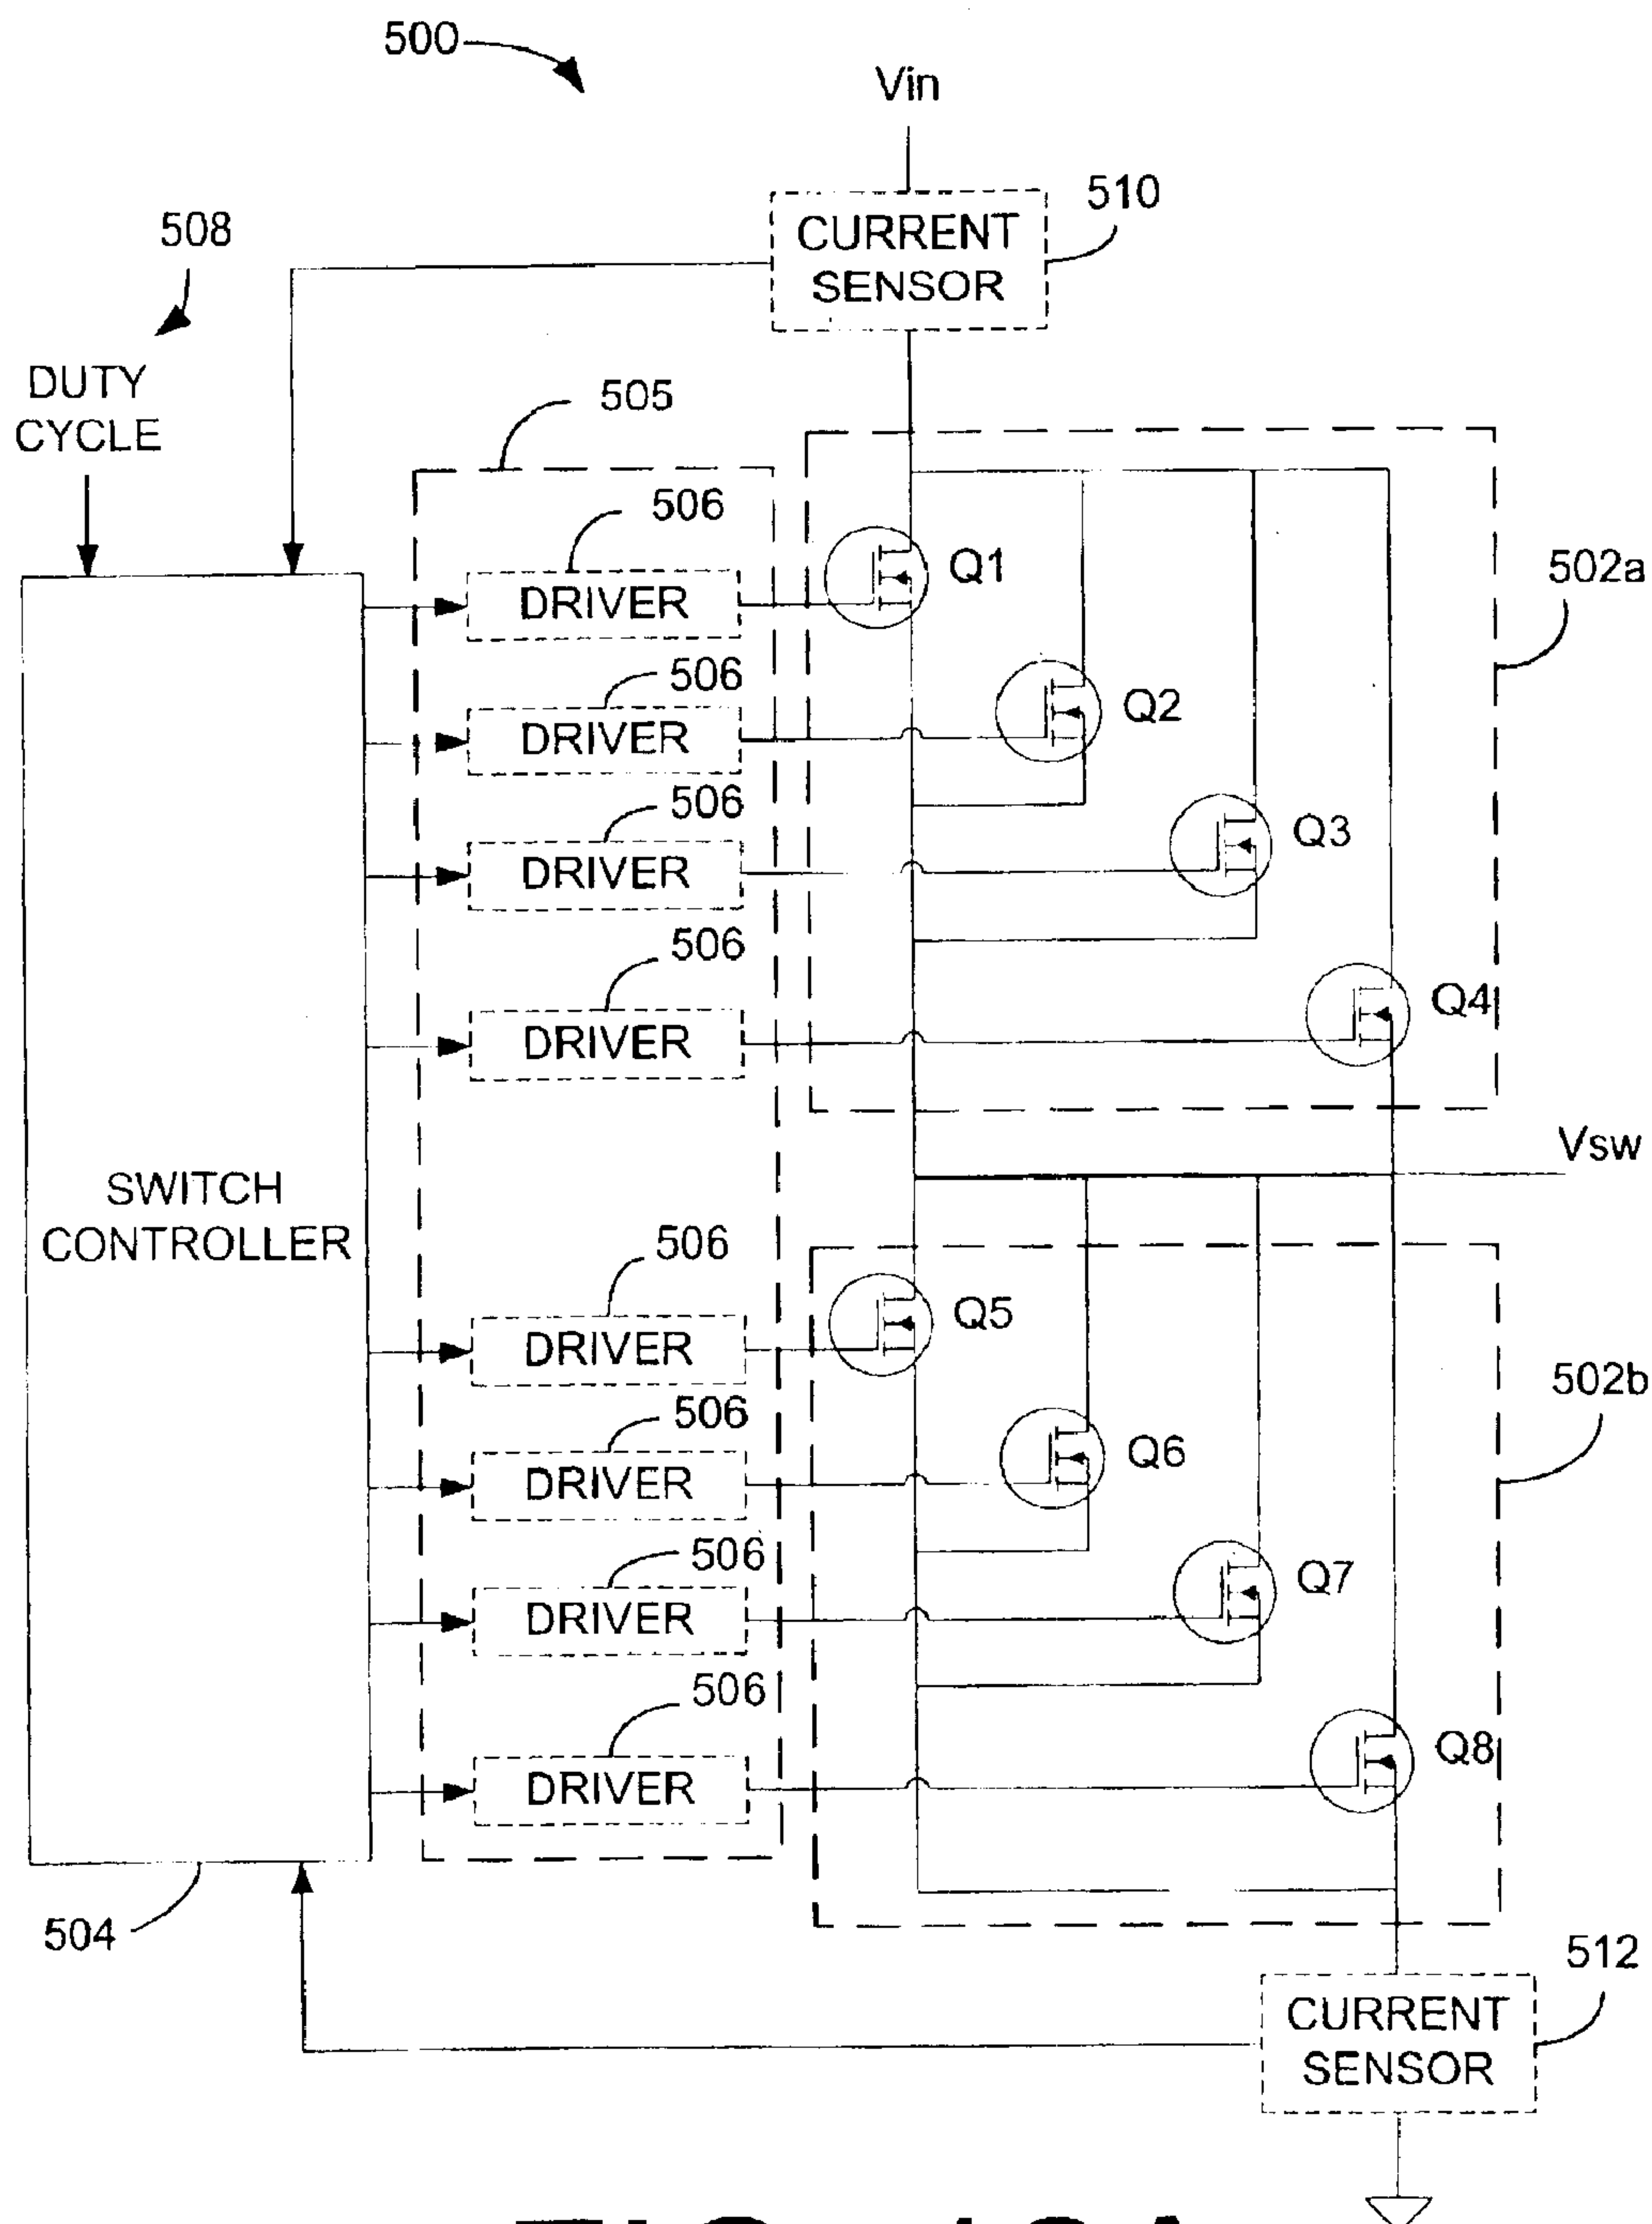 500
Vin
510
CURRENT
SENSOR
508
DUTY
CYCLE
505
506
DRIVER
Q1
502a
506
DRIVER
Q2
506
DRIVER
Q3
506
DRIVER
Q4
Vsw
SWITCH
CONTROLLER
506
DRIVER
Q5
502b
506
DRIVER
Q6
506
DRIVER
Q7
506
DRIVER
Q8
504
512
CURRENT
SENSOR